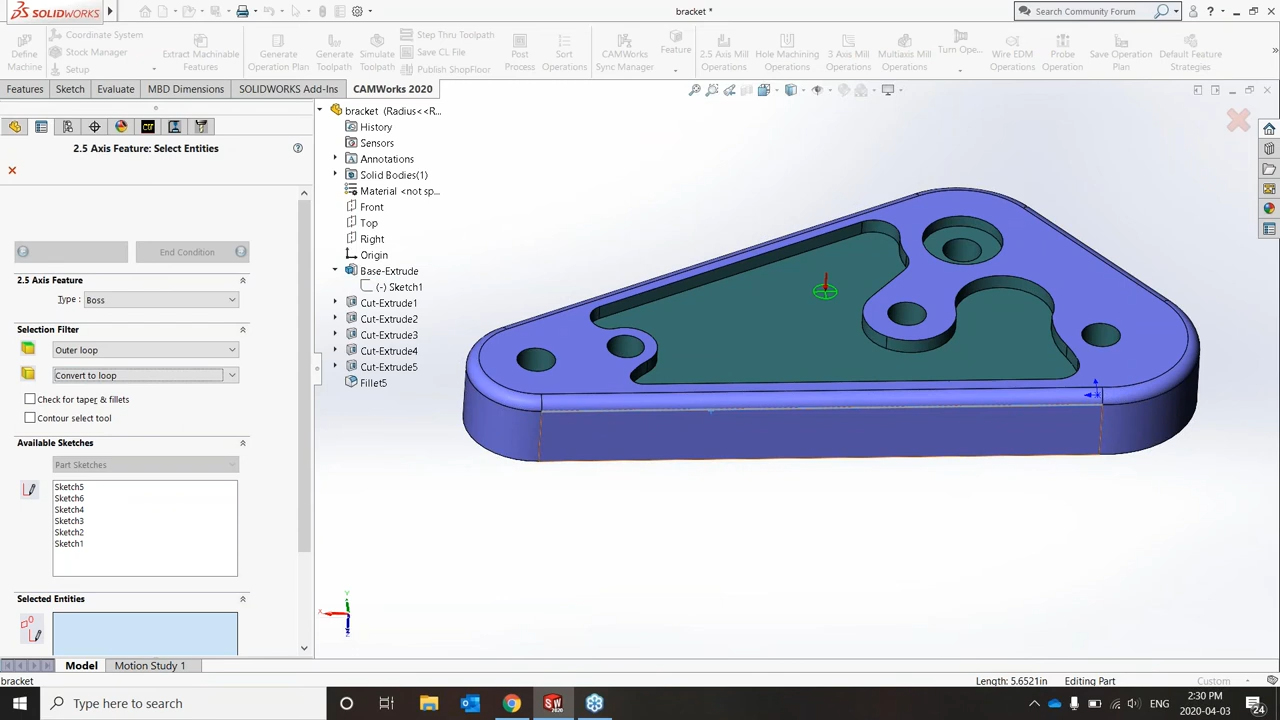 SOLIDWORKS
bracket *
Search Community Forum
Define Machine
Coordinate System
Stock Manager
Setup
Extract Machinable Features
Generate Operation Plan
Generate Toolpath
Simulate Toolpath
Step Thru Toolpath
Save CL File
Publish ShopFloor
Post Process
Sort Operations
CAMWorks Sync Manager
Feature
2.5 Axis Mill Operations
Hole Machining Operations
3 Axis Mill Operations
Multiaxis Mill Operations
Turn Ope...
Wire EDM Operations
Probe Operation
Save Operation Plan
Default Feature Strategies
Features
Sketch
Evaluate
MBD Dimensions
SOLIDWORKS Add-Ins
CAMWorks 2020
2.5 Axis Feature: Select Entities
End Condition
2.5 Axis Feature
Type : Boss
Selection Filter
Outer loop
Convert to loop
Check for taper & fillets
Contour select tool
Available Sketches
Part Sketches
Sketch5
Sketch6
Sketch4
Sketch3
Sketch2
Sketch1
Selected Entities
bracket (Radius<<R...
History
Sensors
Annotations
Solid Bodies(1)
Material <not sp...
Front
Top
Right
Origin
Base-Extrude
(-) Sketch1
Cut-Extrude1
Cut-Extrude2
Cut-Extrude3
Cut-Extrude4
Cut-Extrude5
Fillet5
Y
X
Model
Motion Study 1
bracket
Length: 5.6521in
Editing Part
Custom
Type here to search
ENG
2:30 PM
2020-04-03
24